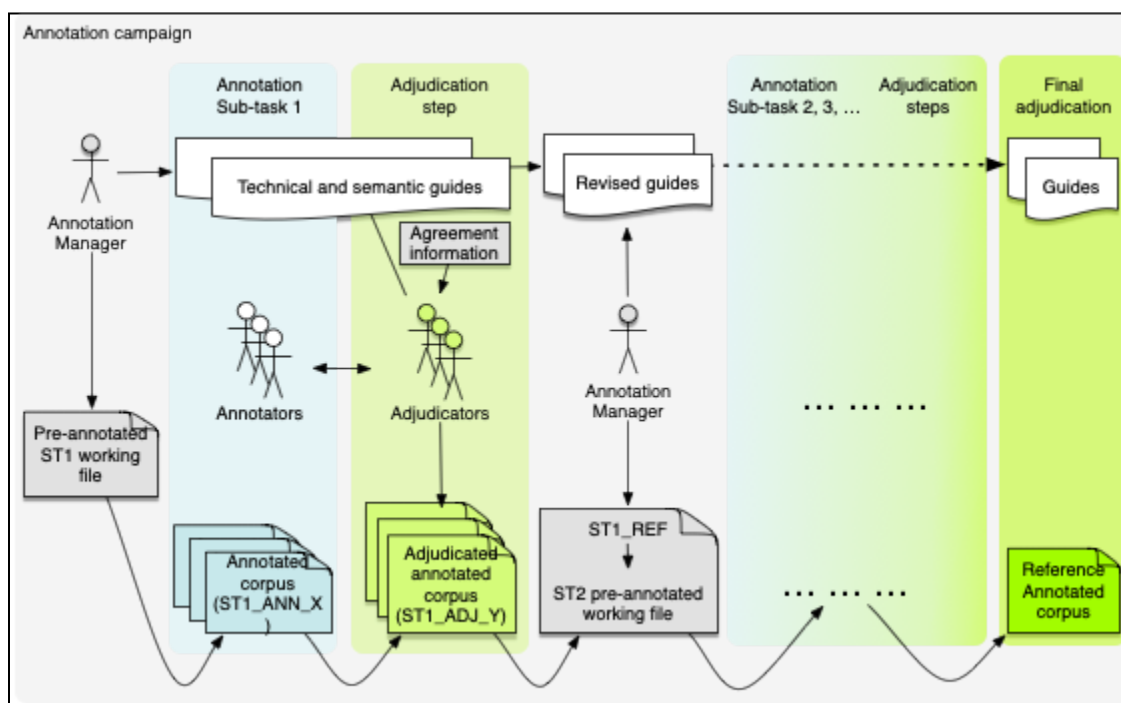 Annotation campaign
Annotation
Sub-task 1
Adjudication
step
Annotation
Sub-task 2, 3, ...
Adjudication
steps
Final
adjudication
Technical and semantic guides
Revised guides
Guides
Annotation
Manager
Agreement
information
Annotators
Adjudicators
Annotation
Manager
... ... ...
Pre-annotated
ST1 working
file
Annotated
corpus
(ST1_ANN_X
)
Adjudicated
annotated
corpus
(ST1_ADJ_Y)
ST1_REF
ST2 pre-annotated
working file
... ... ...
Reference
Annotated
corpus